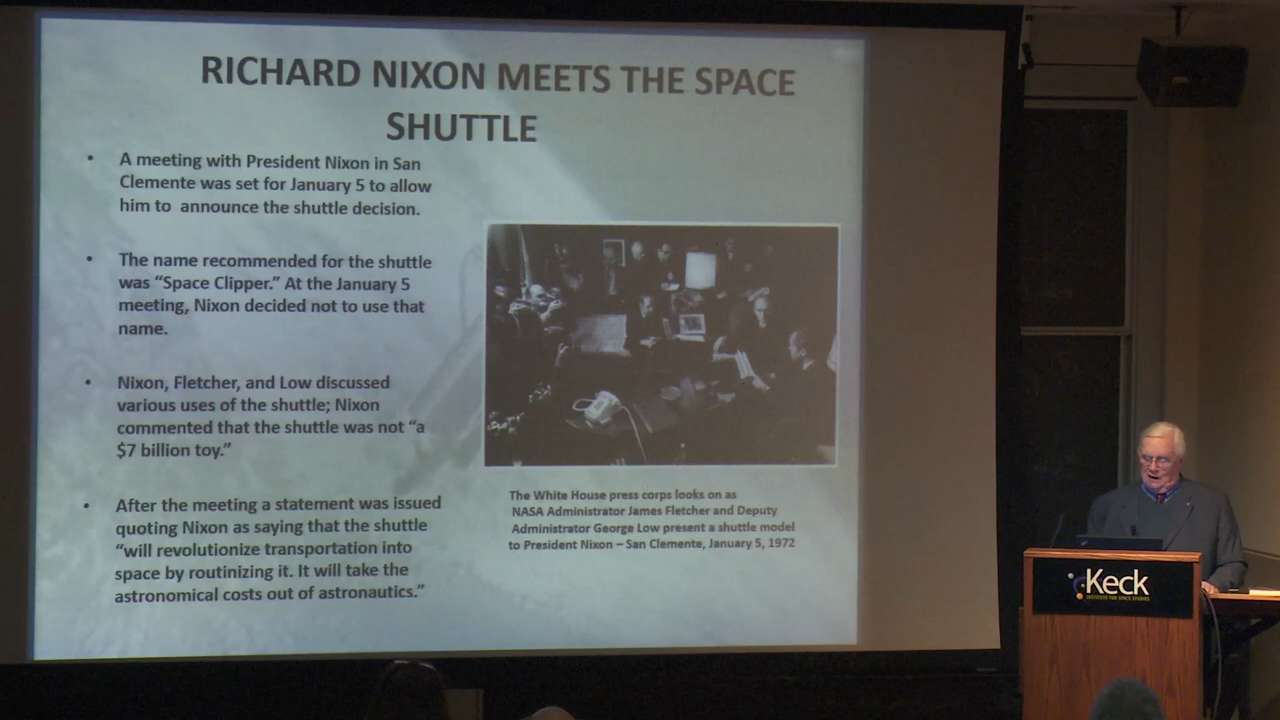 RICHARD NIXON MEETS THE SPACE
SHUTTLE
• A meeting with President Nixon in San
Clemente was set for January 5 to allow
him to announce the shuttle decision.
• The name recommended for the shuttle
was “Space Clipper.” At the January 5
meeting, Nixon decided not to use that
name.
• Nixon, Fletcher, and Low discussed
various uses of the shuttle; Nixon
commented that the shuttle was not “a
$7 billion toy.”
• After the meeting a statement was issued
quoting Nixon as saying that the shuttle
“will revolutionize transportation into
space by routinizing it. It will take the
astronomical costs out of astronautics.”
The White House press corps looks on as
NASA Administrator James Fletcher and Deputy
Administrator George Low present a shuttle model
to President Nixon – San Clemente, January 5, 1972
Keck
INSTITUTE FOR SPACE STUDIES